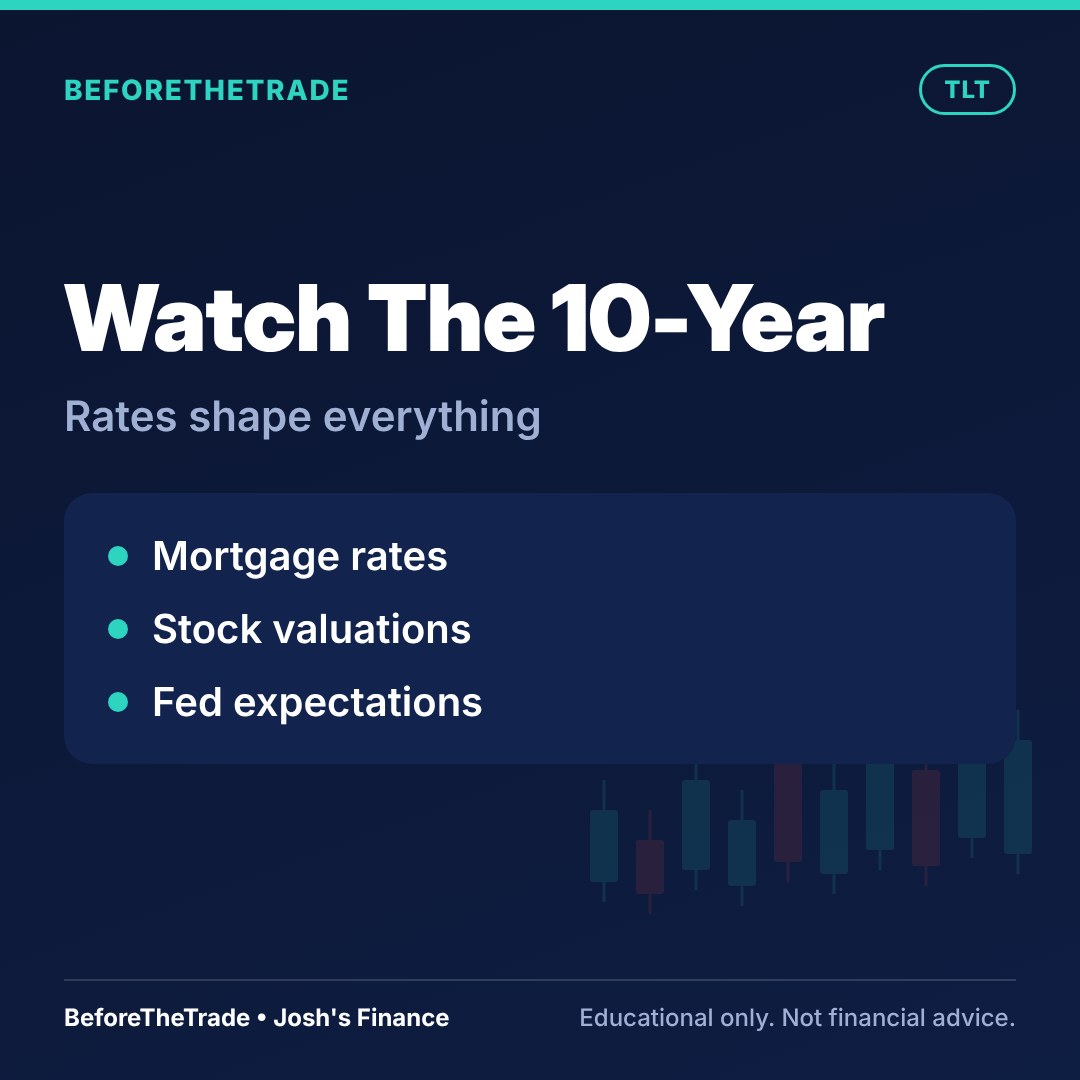 BEFORETHETRADE
TLT
Watch The 10-Year
Rates shape everything
Mortgage rates
Stock valuations
Fed expectations
BeforeTheTrade • Josh's Finance
Educational only. Not financial advice.